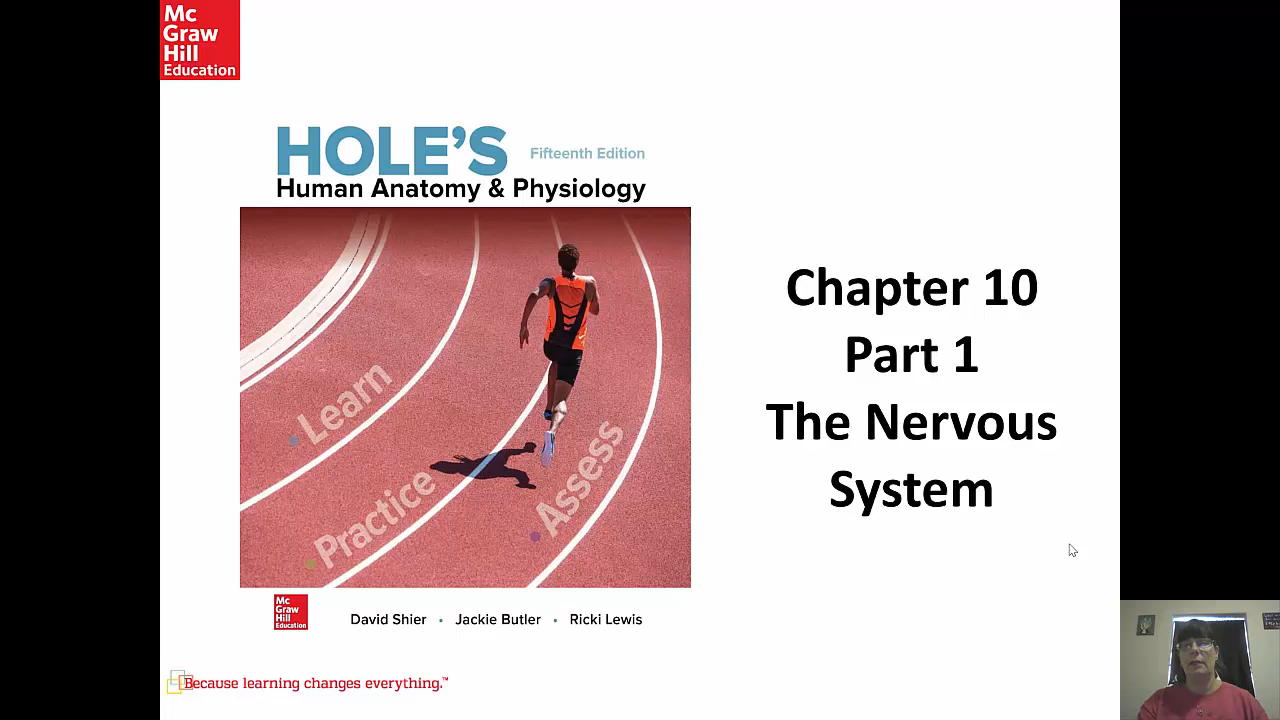 Mc
Graw
Hill
Education
HOLE'S
Fifteenth Edition
Human Anatomy & Physiology
Learn
Practice
Assess
Mc
Graw
Hill
Education
David Shier • Jackie Butler • Ricki Lewis
Because learning changes everything.™
Chapter 10
Part 1
The Nervous
System